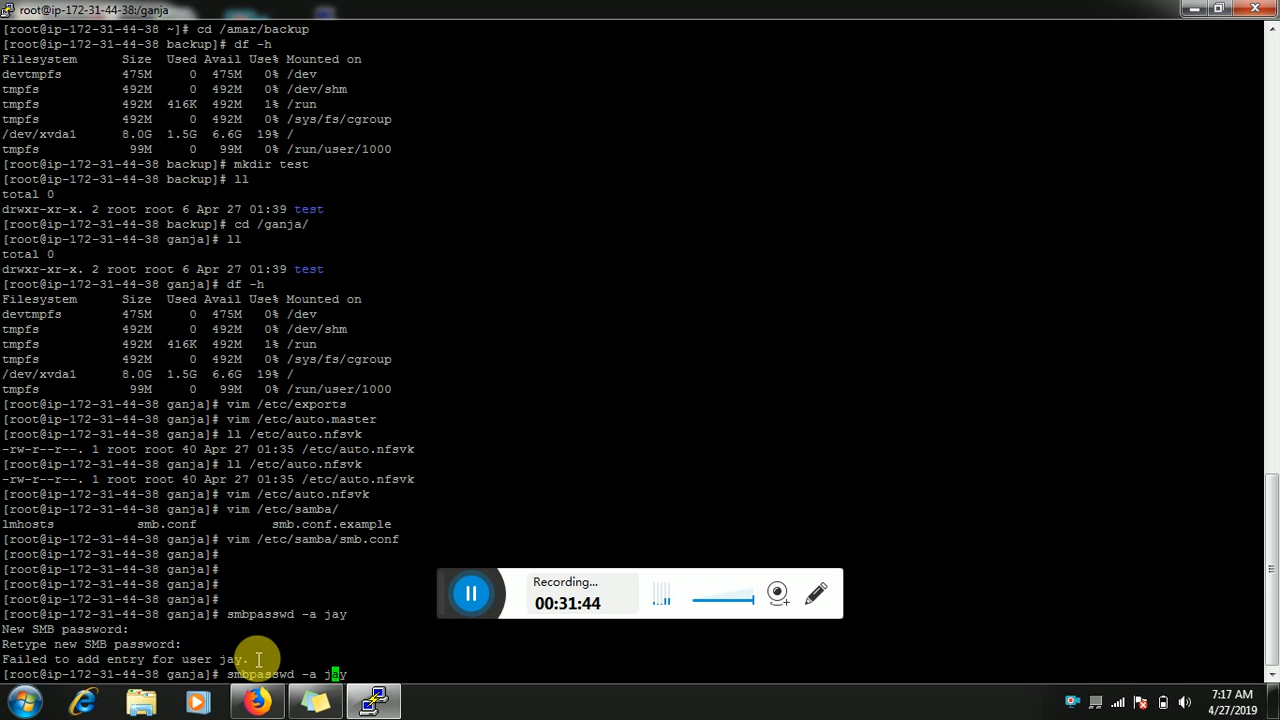 root@ip-172-31-44-38:/ganja
[root@ip-172-31-44-38 ~]# cd /amar/backup
[root@ip-172-31-44-38 backup]# df -h
Filesystem      Size  Used Avail Use% Mounted on
devtmpfs        475M     0  475M   0% /dev
tmpfs           492M     0  492M   0% /dev/shm
tmpfs           492M  416K  492M   1% /run
tmpfs           492M     0  492M   0% /sys/fs/cgroup
/dev/xvda1      8.0G  1.5G  6.6G  19% /
tmpfs            99M     0   99M   0% /run/user/1000
[root@ip-172-31-44-38 backup]# mkdir test
[root@ip-172-31-44-38 backup]# ll
total 0
drwxr-xr-x. 2 root root 6 Apr 27 01:39 test
[root@ip-172-31-44-38 backup]# cd /ganja/
[root@ip-172-31-44-38 ganja]# ll
total 0
drwxr-xr-x. 2 root root 6 Apr 27 01:39 test
[root@ip-172-31-44-38 ganja]# df -h
Filesystem      Size  Used Avail Use% Mounted on
devtmpfs        475M     0  475M   0% /dev
tmpfs           492M     0  492M   0% /dev/shm
tmpfs           492M  416K  492M   1% /run
tmpfs           492M     0  492M   0% /sys/fs/cgroup
/dev/xvda1      8.0G  1.5G  6.6G  19% /
tmpfs            99M     0   99M   0% /run/user/1000
[root@ip-172-31-44-38 ganja]# vim /etc/exports
[root@ip-172-31-44-38 ganja]# vim /etc/auto.master
[root@ip-172-31-44-38 ganja]# ll /etc/auto.nfsvk
-rw-r--r--. 1 root root 40 Apr 27 01:35 /etc/auto.nfsvk
[root@ip-172-31-44-38 ganja]# ll /etc/auto.nfsvk
-rw-r--r--. 1 root root 40 Apr 27 01:35 /etc/auto.nfsvk
[root@ip-172-31-44-38 ganja]# vim /etc/auto.nfsvk
[root@ip-172-31-44-38 ganja]# vim /etc/samba/
lmhosts           smb.conf          smb.conf.example
[root@ip-172-31-44-38 ganja]# vim /etc/samba/smb.conf
[root@ip-172-31-44-38 ganja]#
[root@ip-172-31-44-38 ganja]#
[root@ip-172-31-44-38 ganja]#
[root@ip-172-31-44-38 ganja]#
[root@ip-172-31-44-38 ganja]# smbpasswd -a jay
New SMB password:
Retype new SMB password:
Failed to add entry for user jay.
[root@ip-172-31-44-38 ganja]# smbpasswd -a jay
Recording...
00:31:44
7:17 AM
4/27/2019